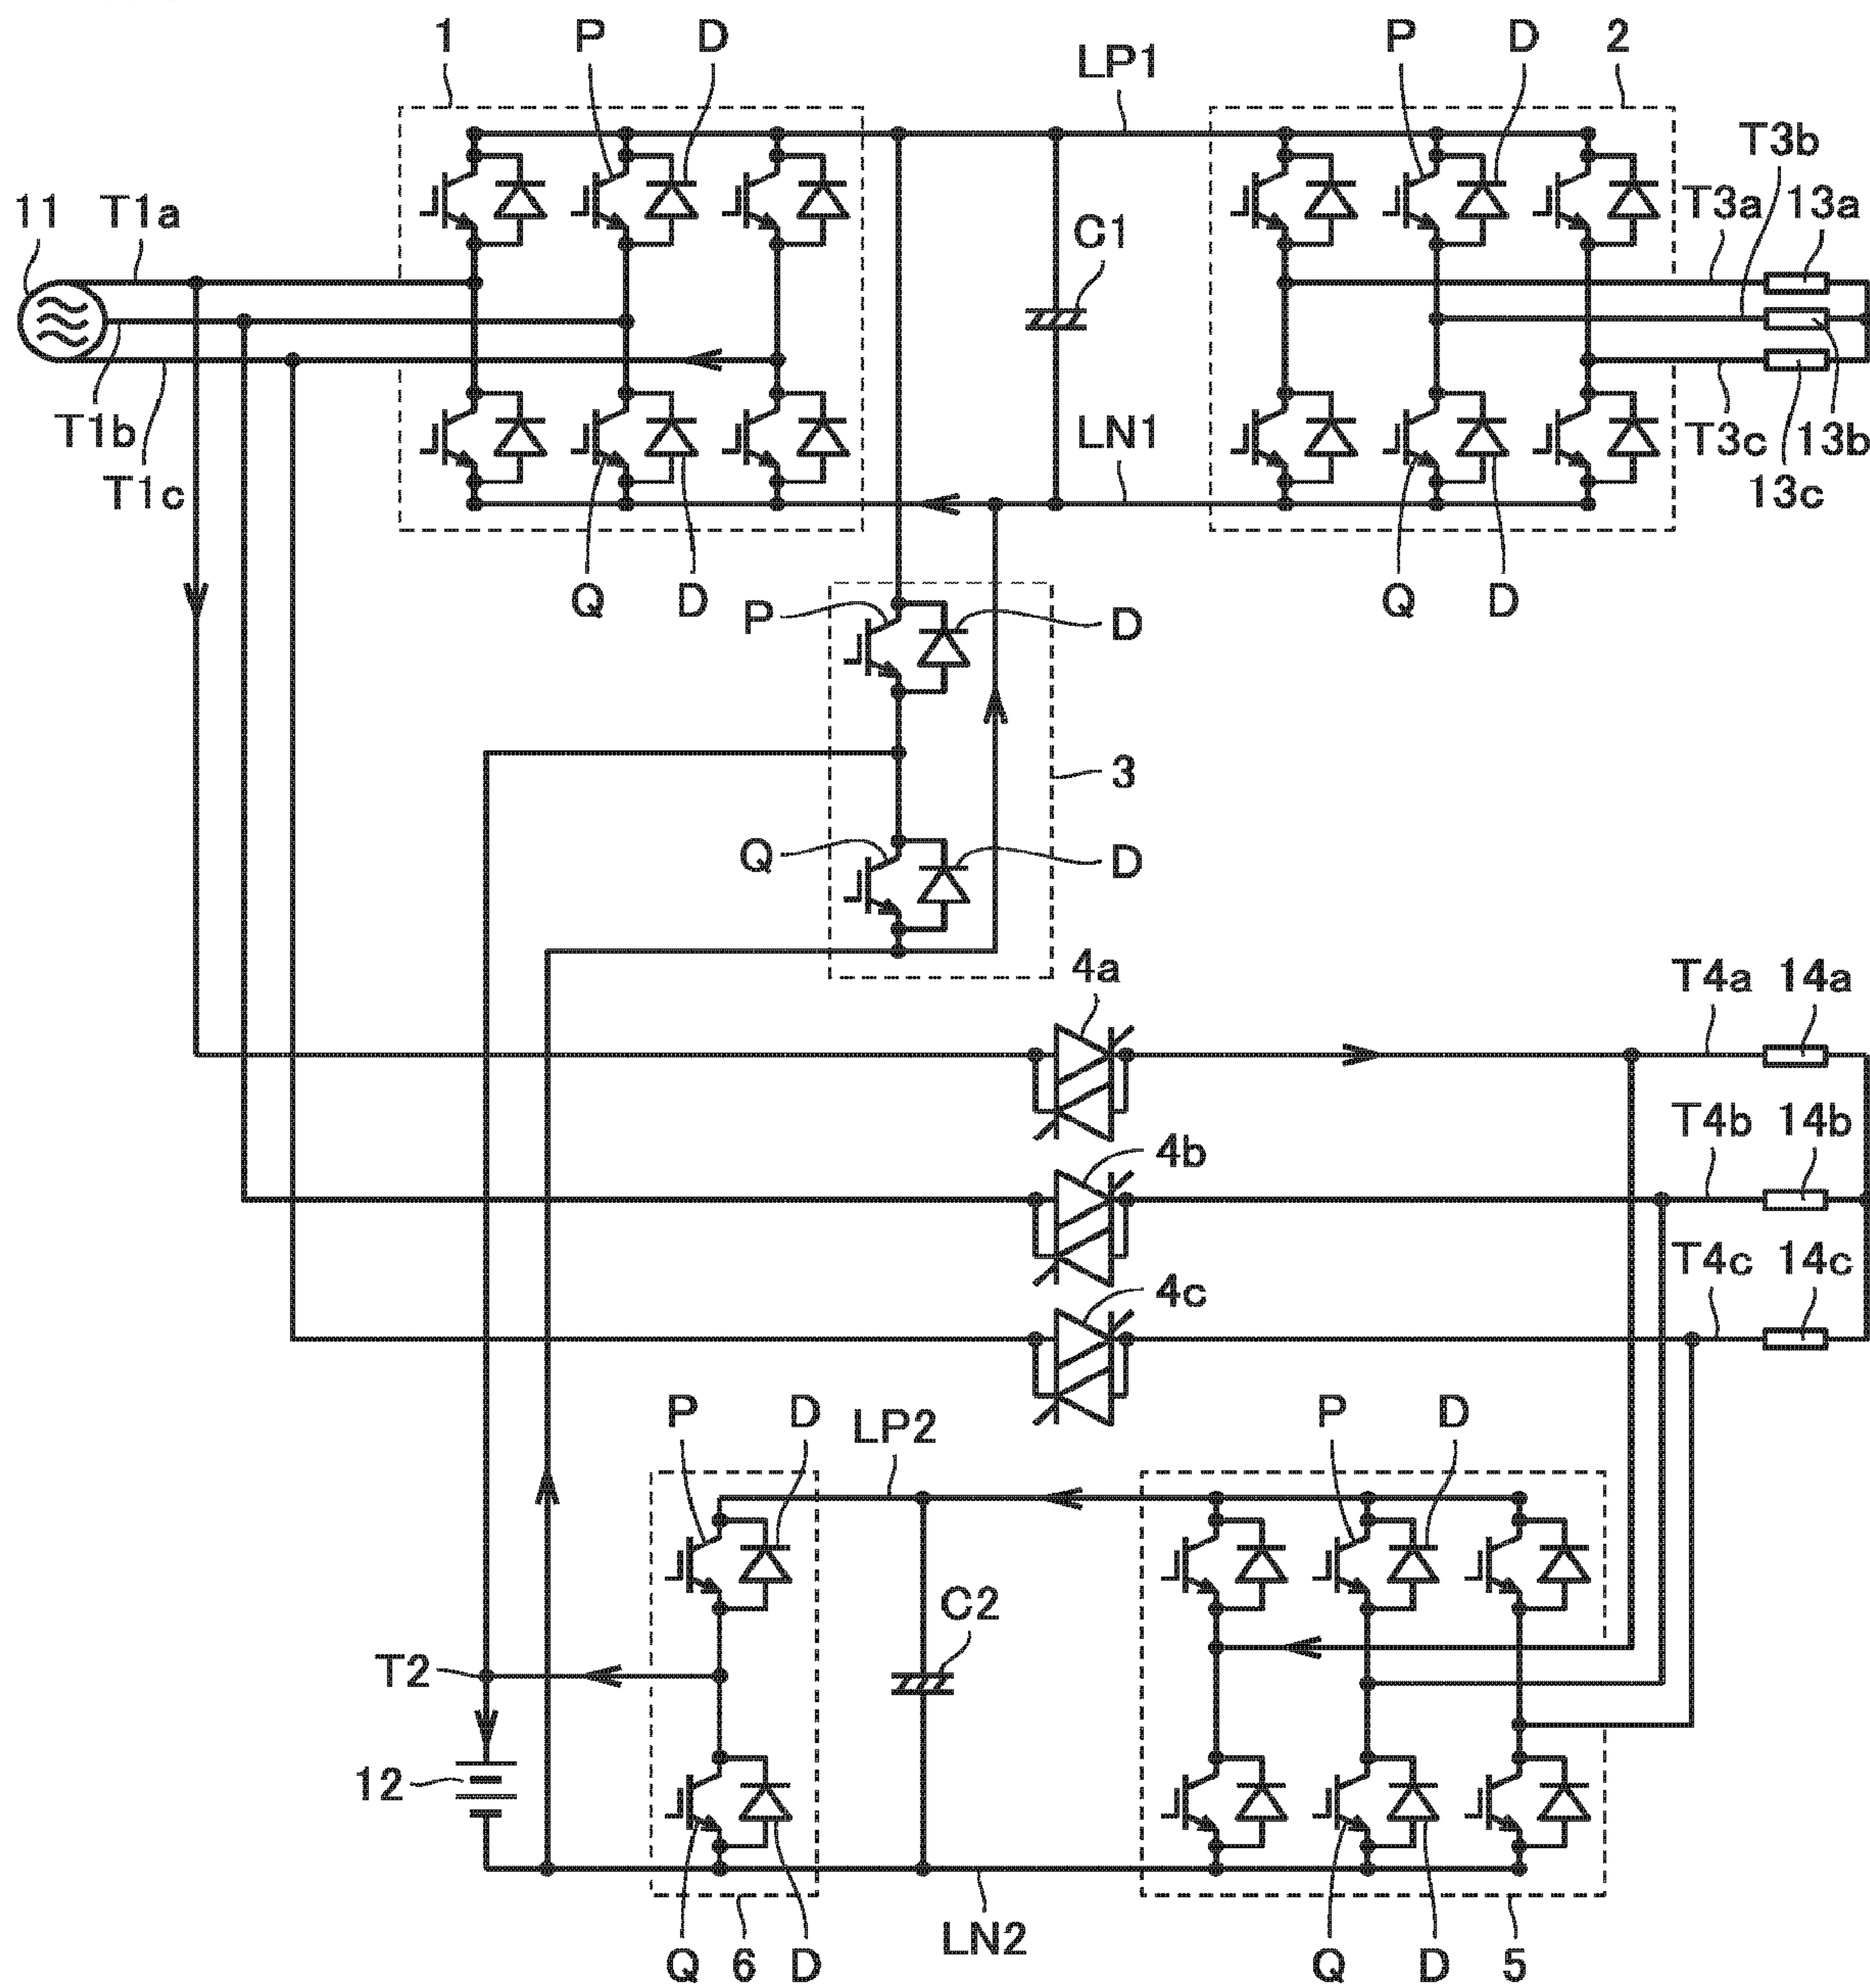 1 P D LP1 P D 2
T3b
11 T1a T3a 13a
C1
T1b LN1 T3c 13b
T1c 13c
Q D Q D
P D
3
Q D
4a T4a 14a
4b T4b 14b
4c T4c 14c
P D LP2 P D
C2
T2
12
LN2
Q 6 D Q D 5